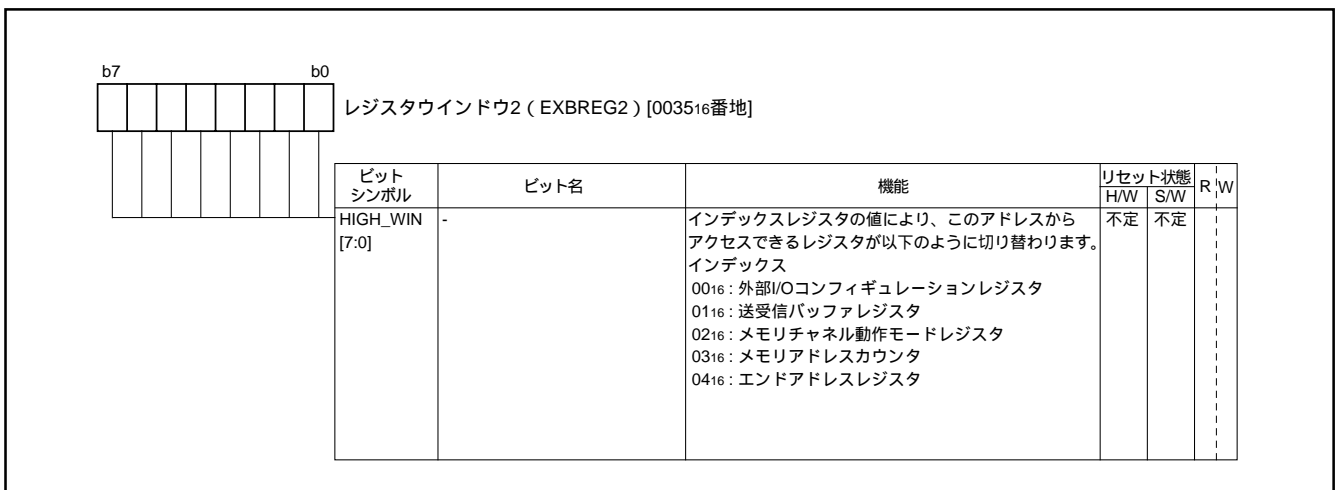 b7 b0
レジスタウインドウ2（EXBREG2）[003516番地]
ビット
シンボル
ビット名
機能
リセット状態
H/W S/W
R W
HIGH_WIN
[7:0]
-
インデックスレジスタの値により、このアドレスから
アクセスできるレジスタが以下のように切り替わります。
インデックス
0016 : 外部I/Oコンフィギュレーションレジスタ
0116 : 送受信バッファレジスタ
0216 : メモリチャネル動作モードレジスタ
0316 : メモリアドレスカウンタ
0416 : エンドアドレスレジスタ
不定 不定